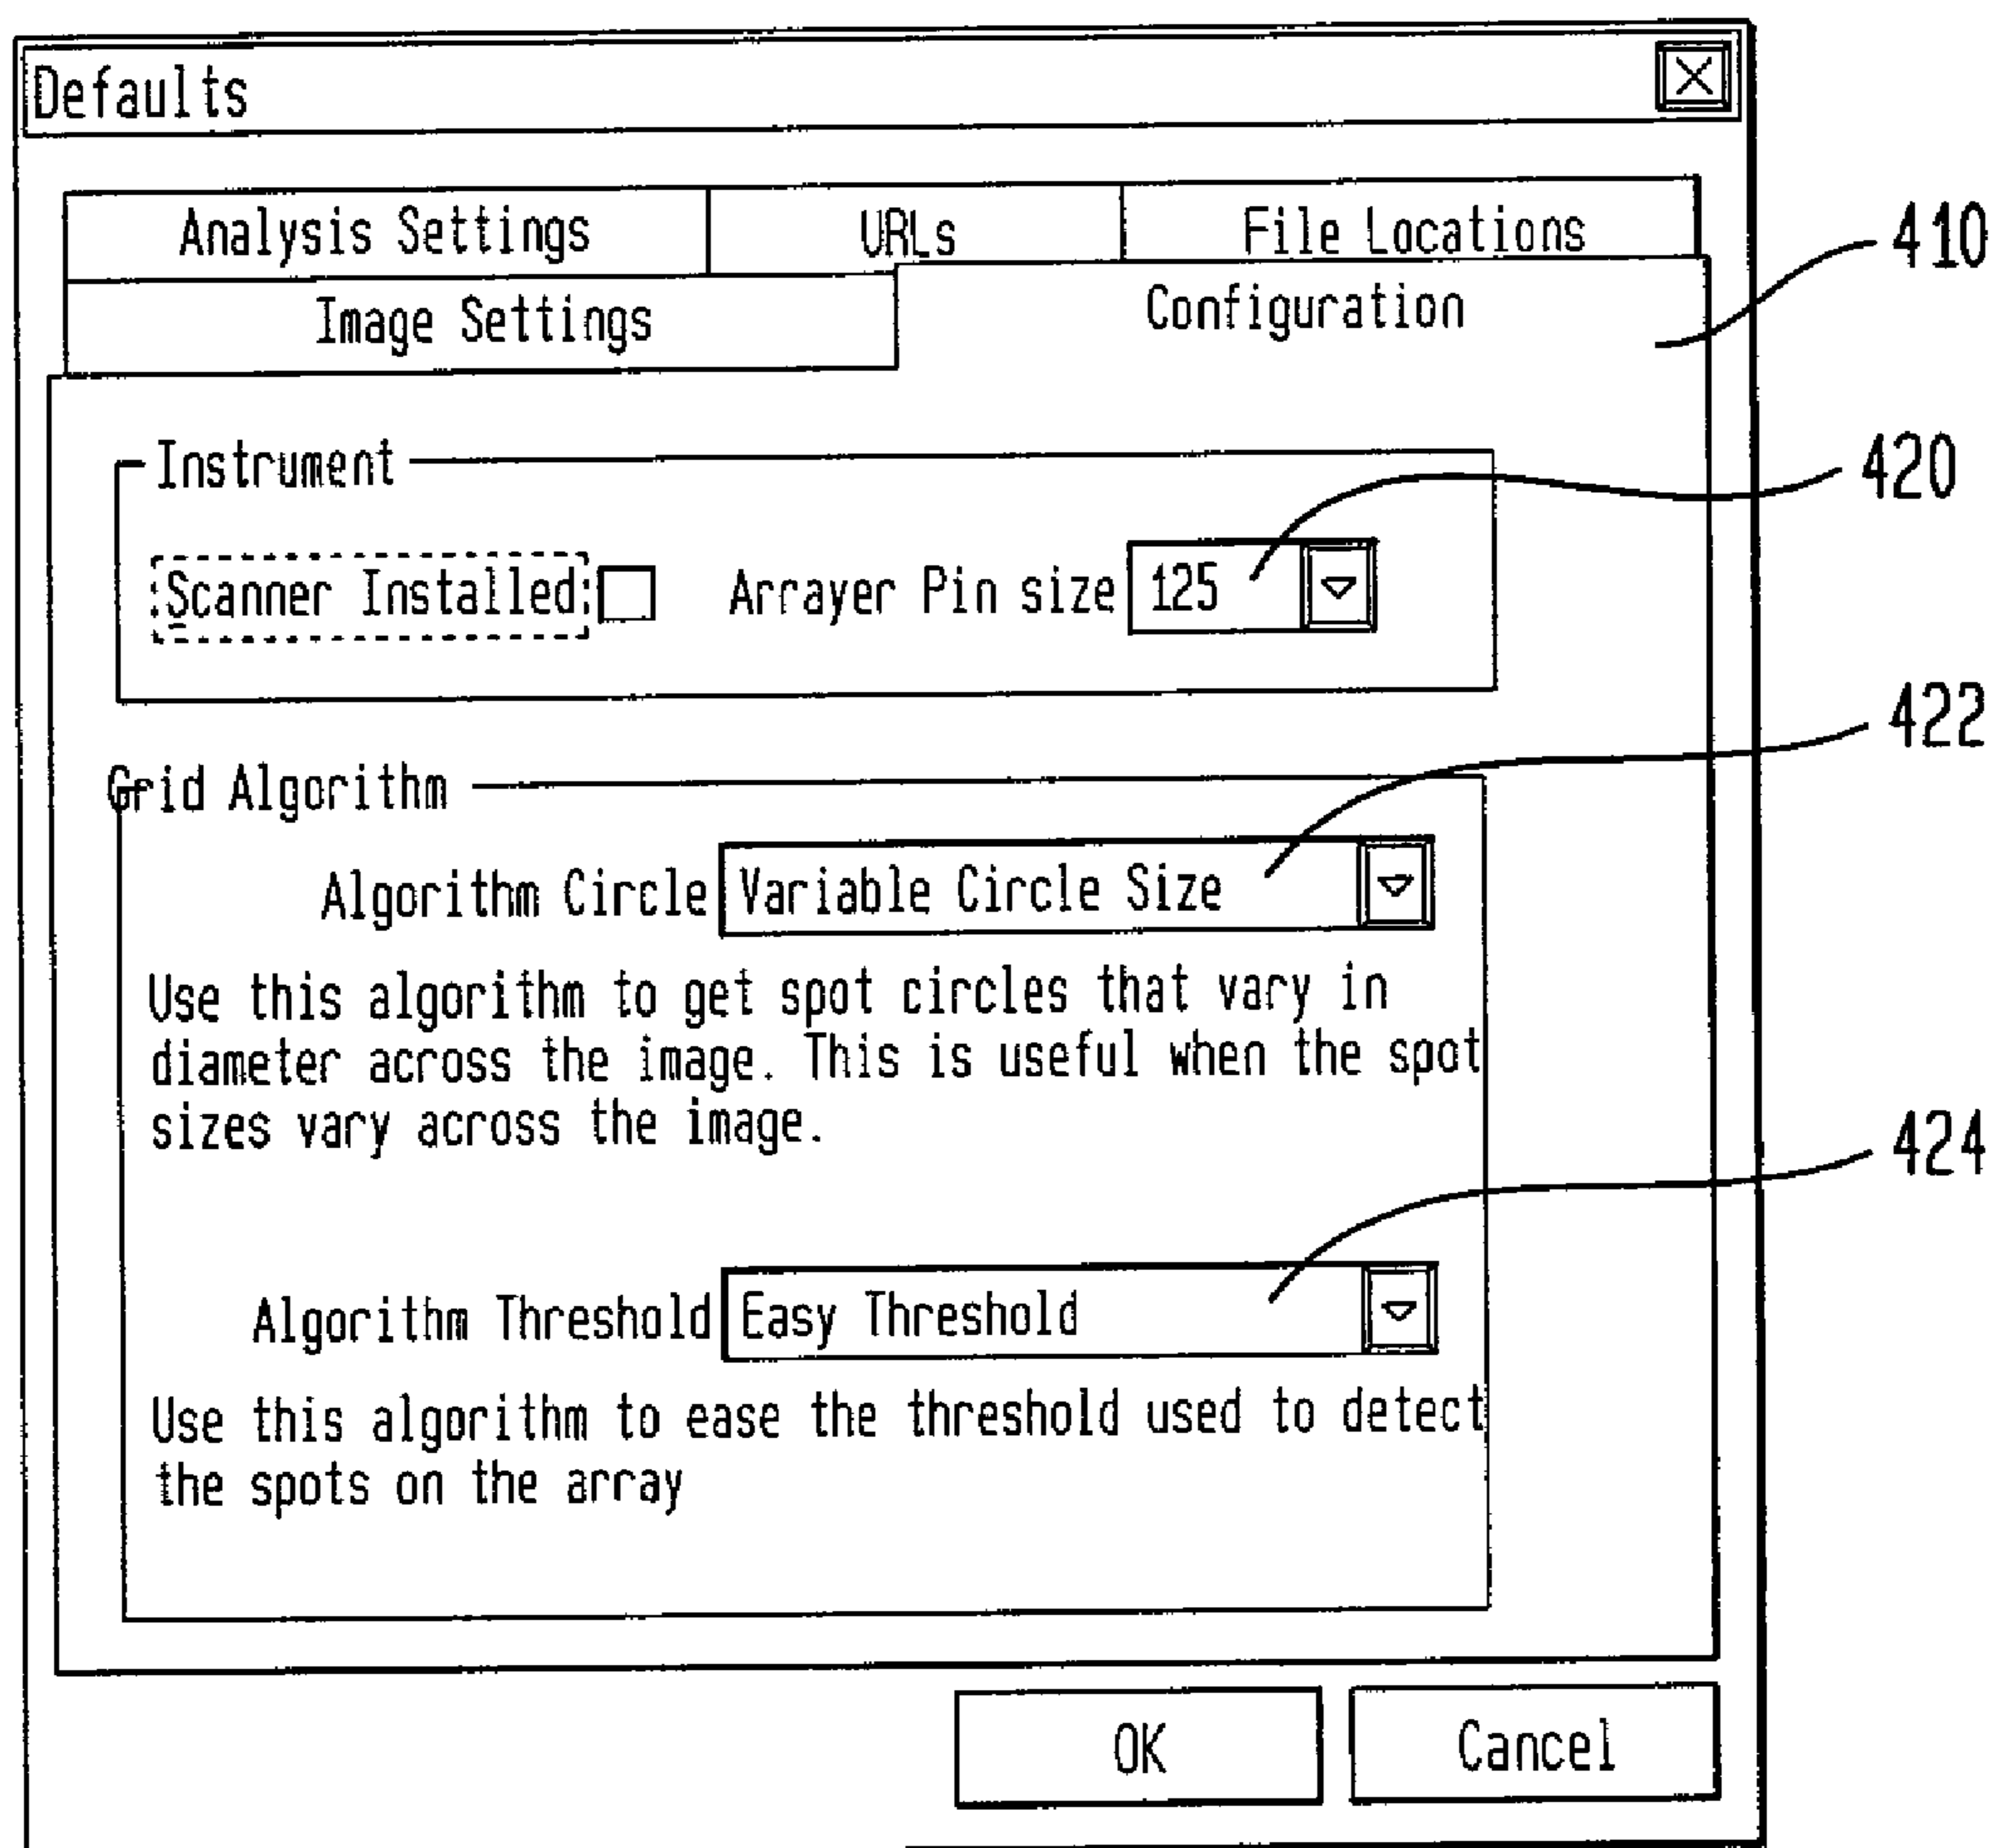 Defaults
Analysis Settings URLs File Locations
410
Image Settings Configuration
Instrument
420
Scanner Installed Arrayer Pin size 125
422
Grid Algorithm
Algorithm Circle Variable Circle Size
Use this algorithm to get spot circles that vary in
diameter across the image. This is useful when the spot
sizes vary across the image.
424
Algorithm Threshold Easy Threshold
Use this algorithm to ease the threshold used to detect
the spots on the array
OK Cancel